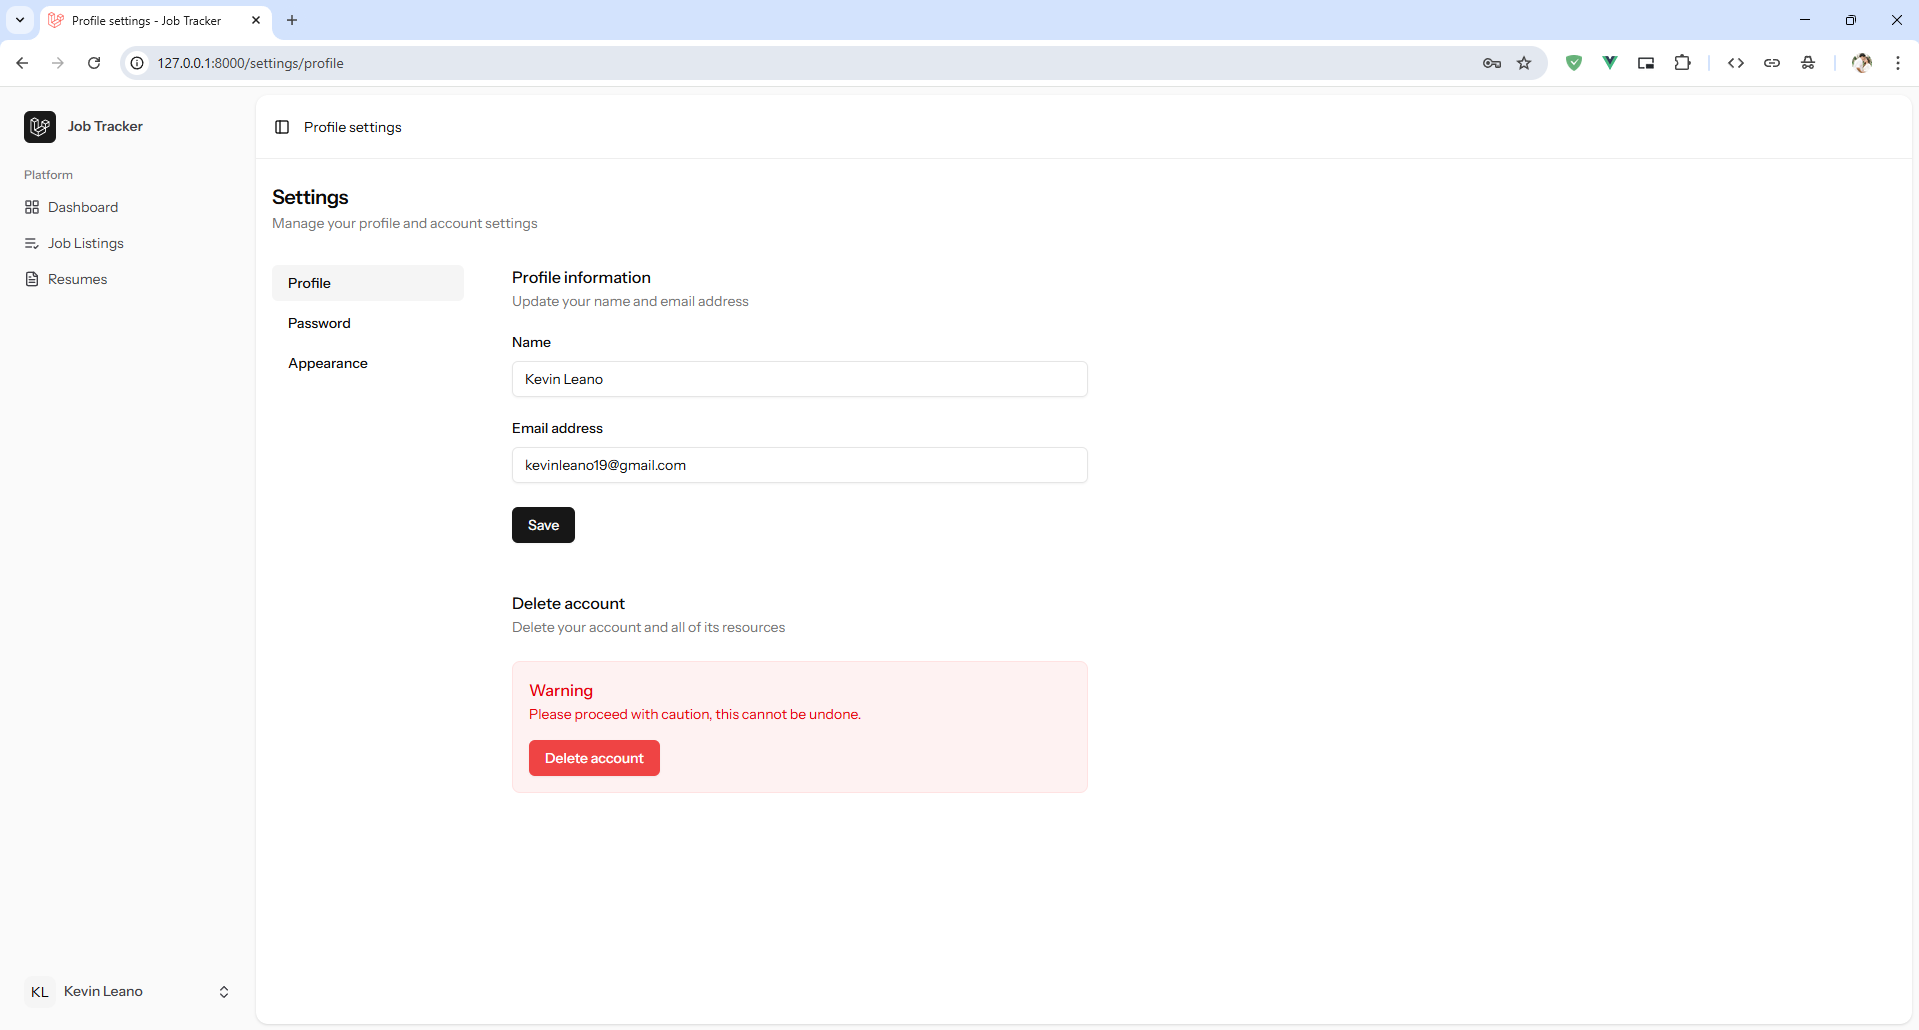 Profile settings - Job Tracker
127.0.0.1:8000/settings/profile
Job Tracker
Platform
Dashboard
Job Listings
Resumes
KL Kevin Leano
Profile settings
Settings
Manage your profile and account settings
Profile
Password
Appearance
Profile information
Update your name and email address
Name
Kevin Leano
Email address
kevinleano19@gmail.com
Save
Delete account
Delete your account and all of its resources
Warning
Please proceed with caution, this cannot be undone.
Delete account